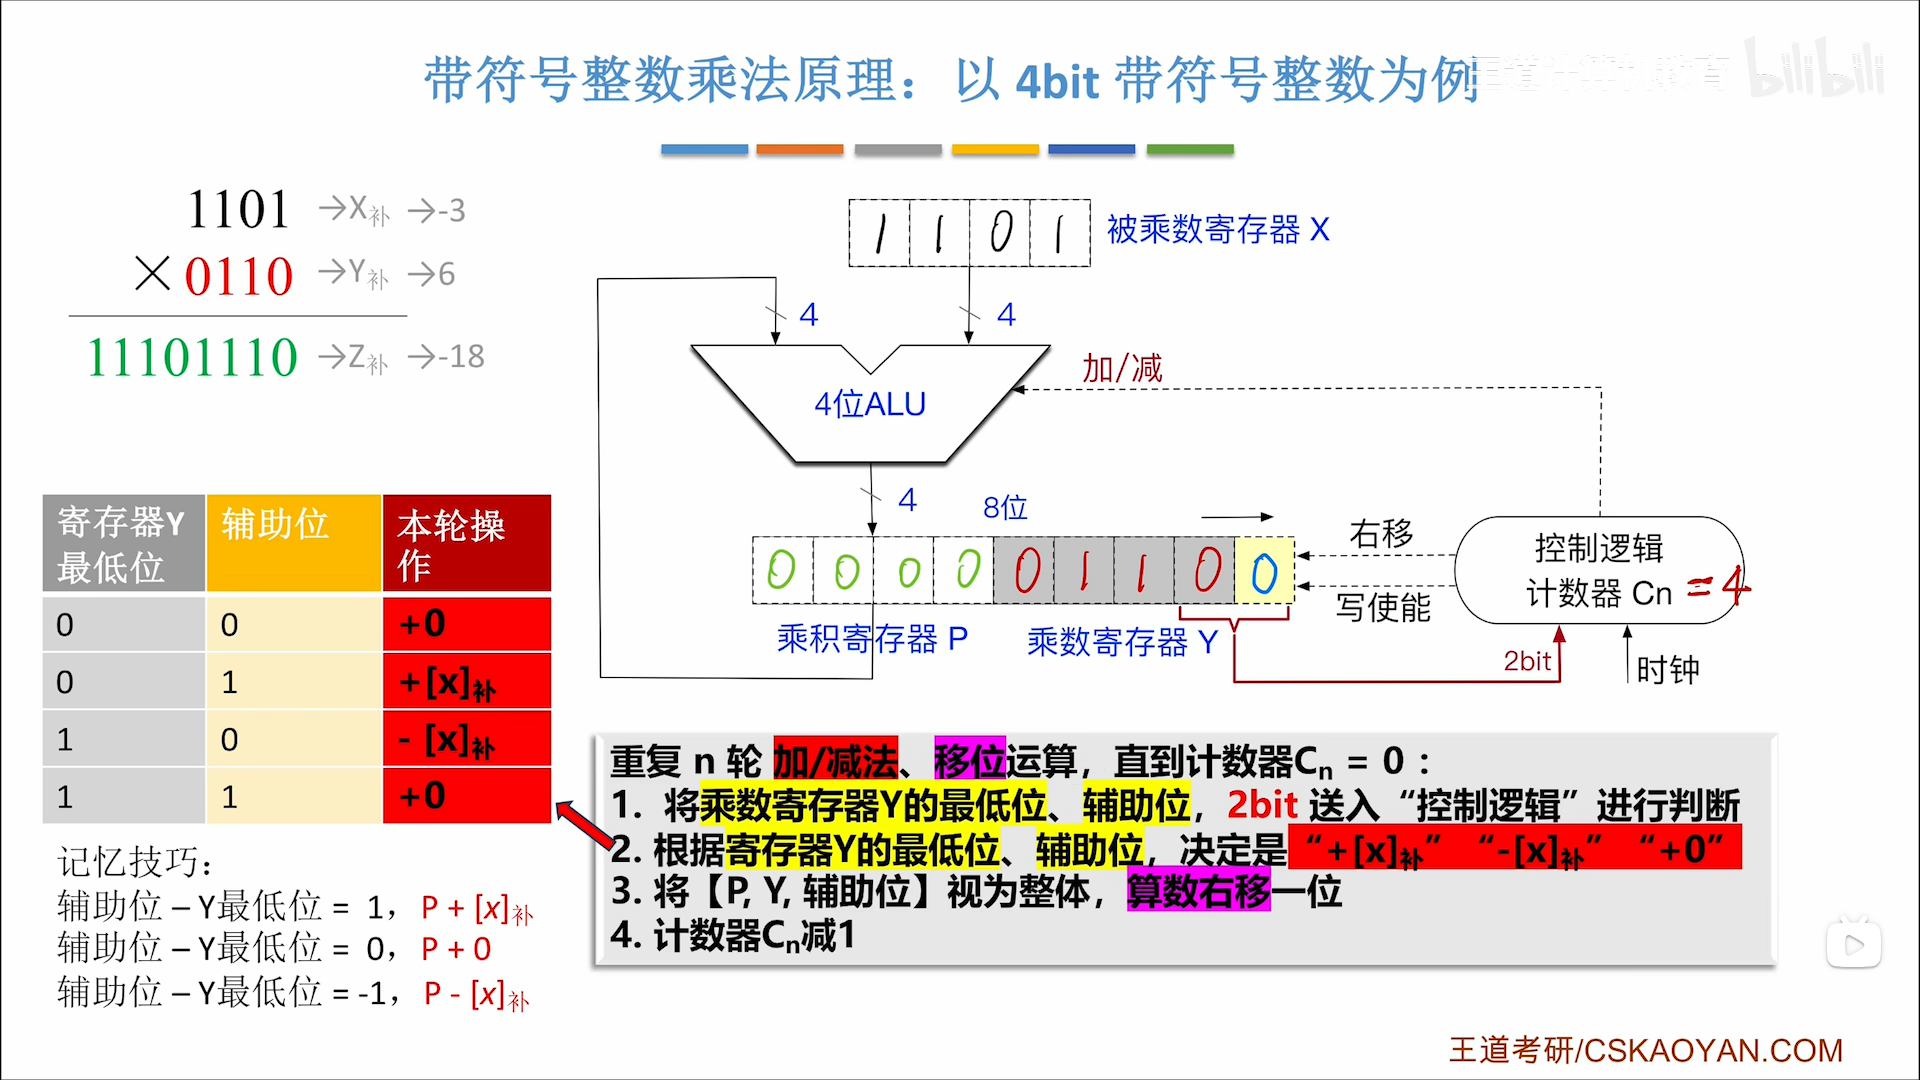 带符号整数乘法原理：以 4bit 带符号整数为例
王道计算机教育 bilibili
1101 →X补 →-3
×0110 →Y补 →6
11101110 →Z补 →-18
1 1 0 1 被乘数寄存器 X
4 4
加/减
4位ALU
4 8位
0 0 0 0 0 1 1 0 0
右移
写使能
控制逻辑
计数器 Cn =4
乘积寄存器 P 乘数寄存器 Y
2bit 时钟
寄存器Y最低位 辅助位 本轮操作
0 0 +0
0 1 +[x]补
1 0 - [x]补
1 1 +0
记忆技巧：
辅助位 – Y最低位 = 1，P + [x]补
辅助位 – Y最低位 = 0，P + 0
辅助位 – Y最低位 = -1，P - [x]补
重复 n 轮 加/减法、移位运算，直到计数器Cn = 0：
1. 将乘数寄存器Y的最低位、辅助位，2bit 送入“控制逻辑”进行判断
2. 根据寄存器Y的最低位、辅助位，决定是“+[x]补”“-[x]补”“+0”
3. 将【P, Y, 辅助位】视为整体，算数右移一位
4. 计数器Cn减1
王道考研/CSKAOYAN.COM